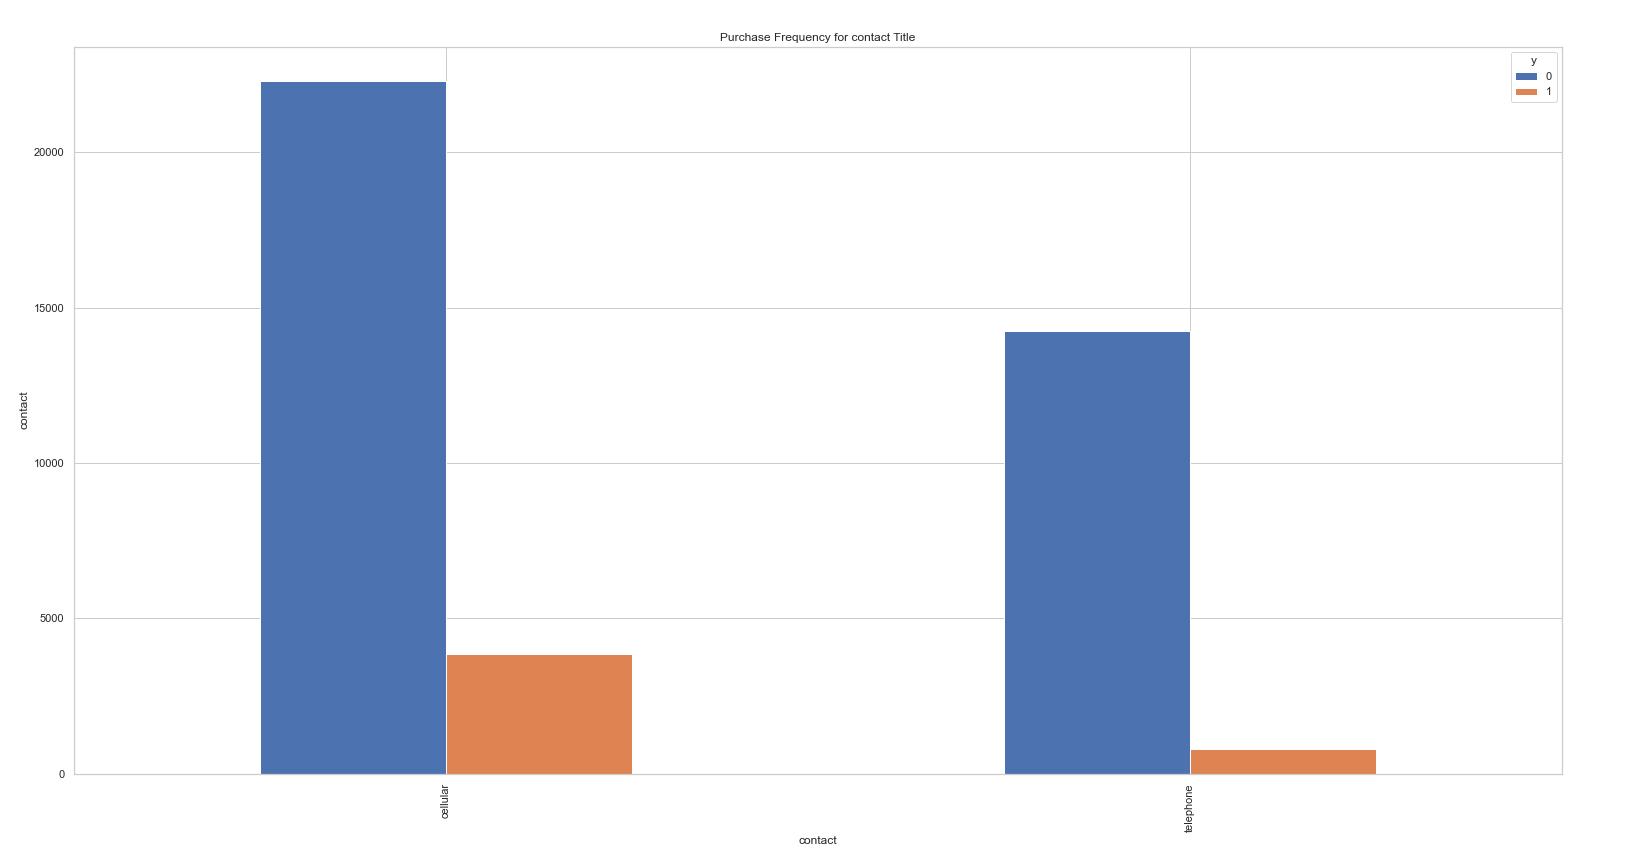 Purchase Frequency for contact Title
y
0
1
20000
15000
10000
5000
0
contact
cellular
telephone
contact